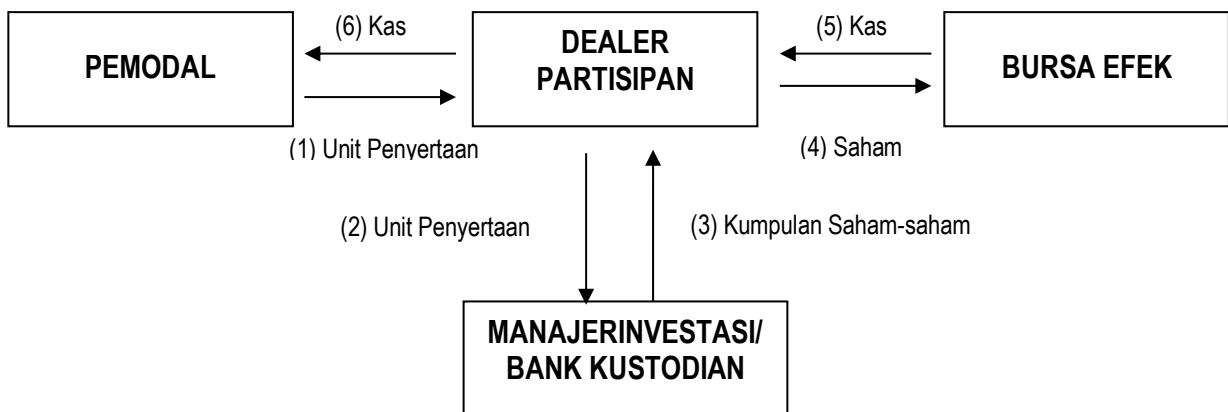 (6) Kas
(5) Kas
PEMODAL
DEALER
PARTISIPAN
BURSA EFEK
(1) Unit Penyertaan
(4) Saham
(2) Unit Penyertaan
(3) Kumpulan Saham-saham
MANAJERINVESTASI/
BANK KUSTODIAN